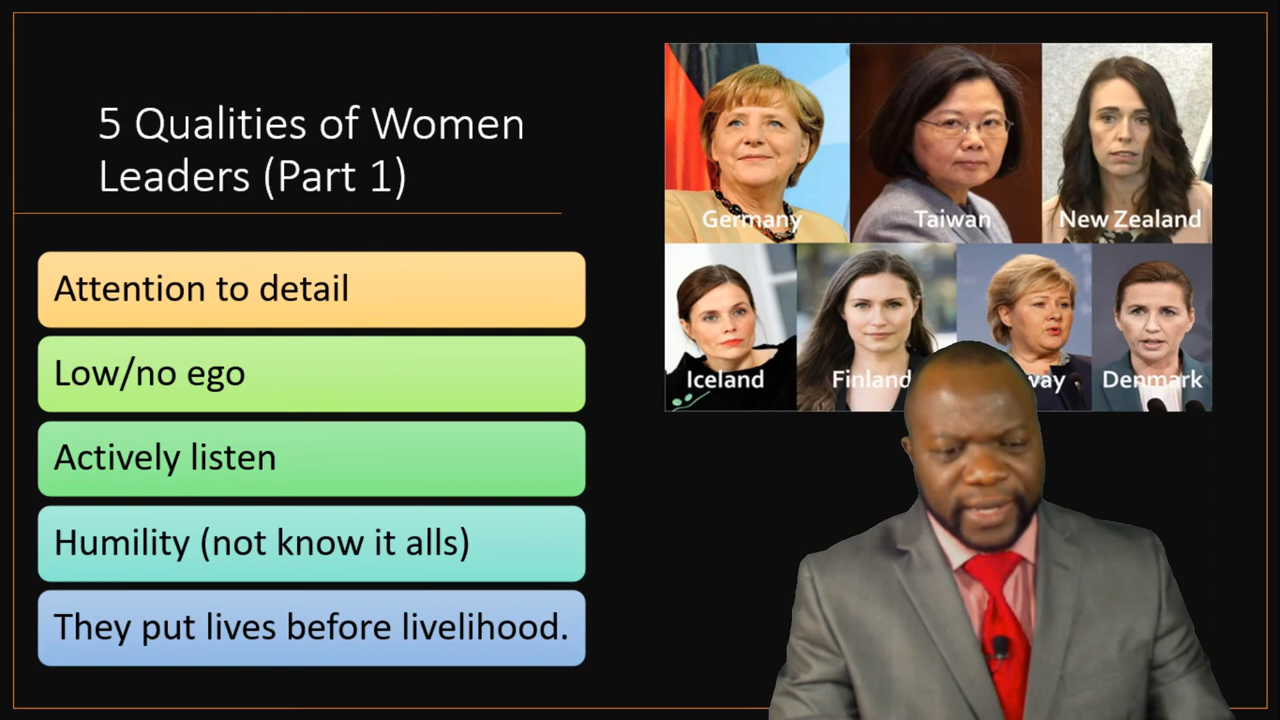 5 Qualities of Women
Leaders (Part 1)
Attention to detail
Low/no ego
Actively listen
Humility (not know it alls)
They put lives before livelihood.
Germany
Taiwan
New Zealand
Iceland
Finland
Denmark